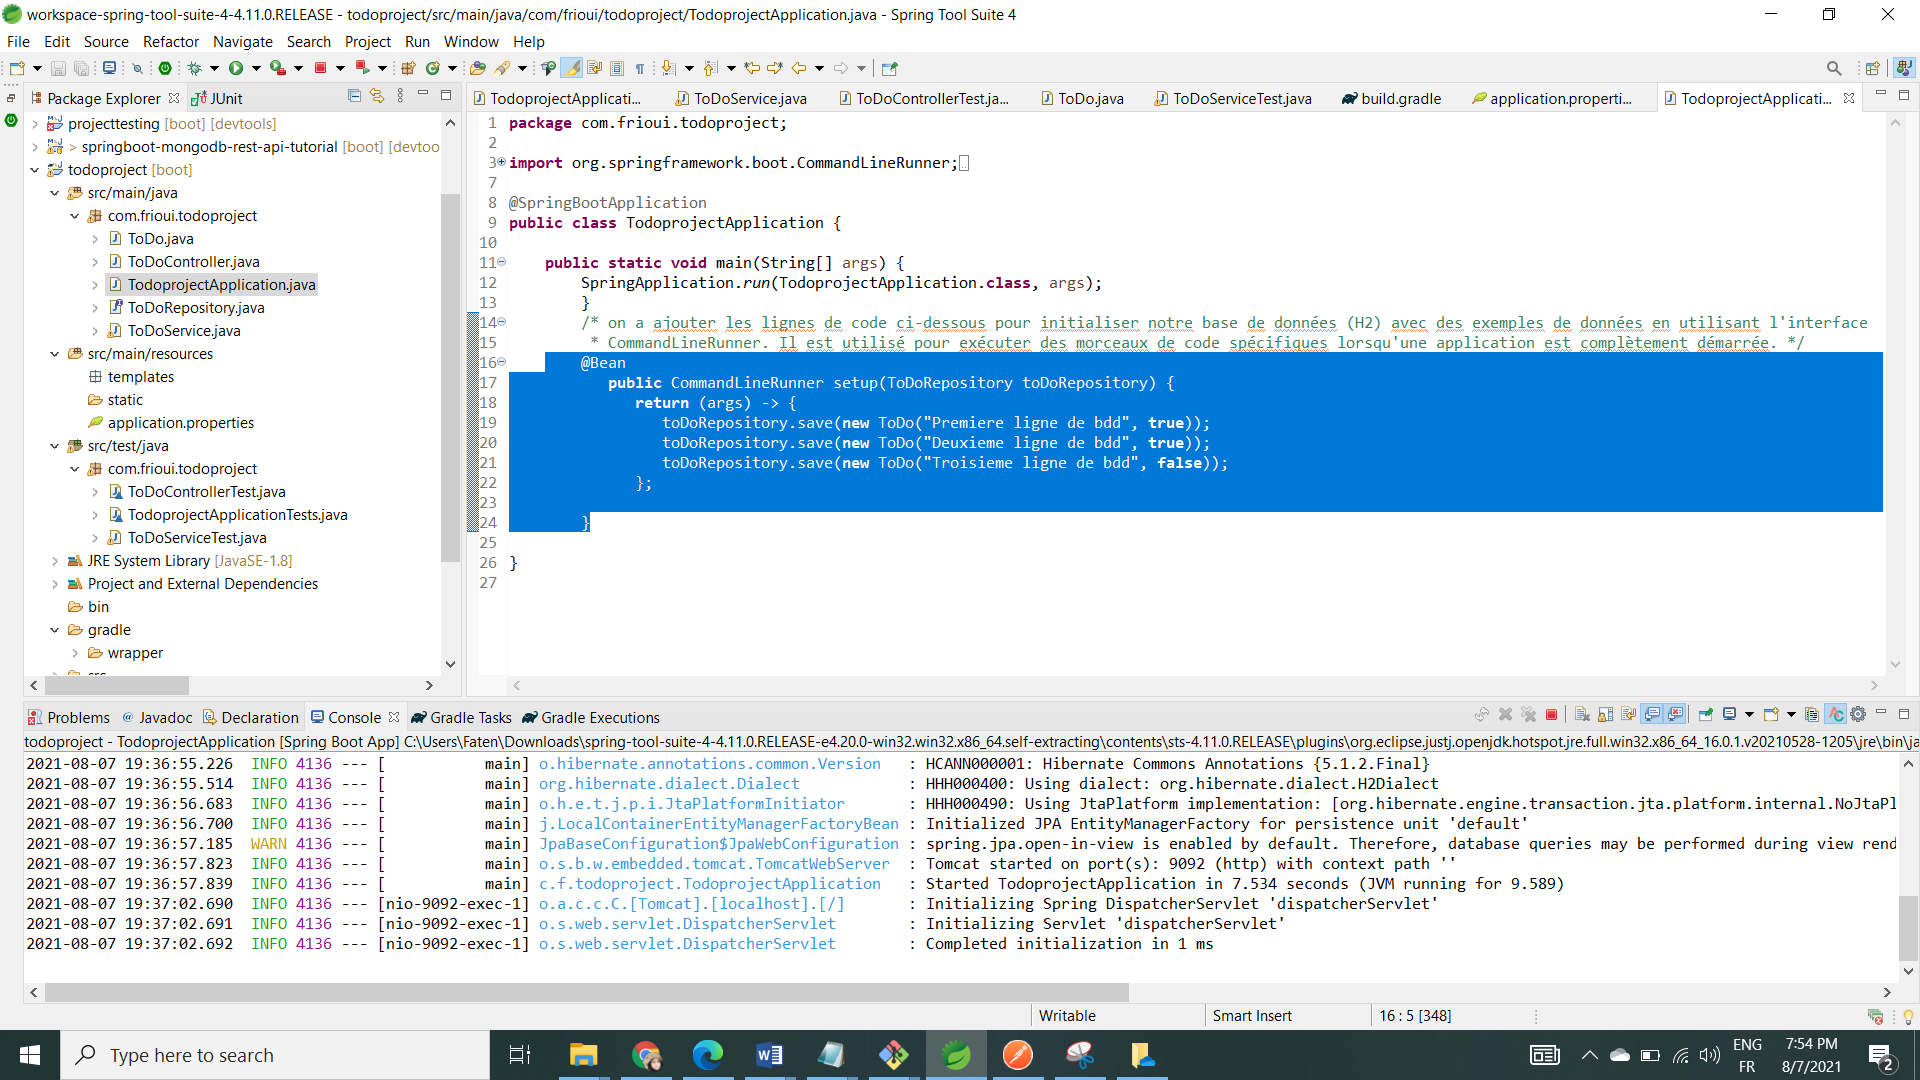 workspace-spring-tool-suite-4-4.11.0.RELEASE - todoproject/src/main/java/com/frioui/todoproject/TodoprojectApplication.java - Spring Tool Suite 4
File Edit Source Refactor Navigate Search Project Run Window Help
Package Explorer JUnit
projecttesting [boot] [devtools]
> springboot-mongodb-rest-api-tutorial [boot] [devtoo
todoproject [boot]
src/main/java
com.frioui.todoproject
ToDo.java
ToDoController.java
TodoprojectApplication.java
ToDoRepository.java
ToDoService.java
src/main/resources
templates
static
application.properties
src/test/java
com.frioui.todoproject
ToDoControllerTest.java
TodoprojectApplicationTests.java
ToDoServiceTest.java
JRE System Library [JavaSE-1.8]
Project and External Dependencies
bin
gradle
wrapper
TodoprojectApplicati... ToDoService.java ToDoControllerTest.ja... ToDo.java ToDoServiceTest.java build.gradle application.properti... TodoprojectApplicati...
1 package com.frioui.todoproject;
2
3 import org.springframework.boot.CommandLineRunner;
7
8 @SpringBootApplication
9 public class TodoprojectApplication {
10
11 public static void main(String[] args) {
12 SpringApplication.run(TodoprojectApplication.class, args);
13 }
14 /* on a ajouter les lignes de code ci-dessous pour initialiser notre base de données (H2) avec des exemples de données en utilisant l'interface
15 * CommandLineRunner. Il est utilisé pour exécuter des morceaux de code spécifiques lorsqu'une application est complètement démarrée. */
16 @Bean
17 public CommandLineRunner setup(ToDoRepository toDoRepository) {
18 return (args) -> {
19 toDoRepository.save(new ToDo("Premiere ligne de bdd", true));
20 toDoRepository.save(new ToDo("Deuxieme ligne de bdd", true));
21 toDoRepository.save(new ToDo("Troisieme ligne de bdd", false));
22 };
23
24 }
25
26 }
27
Problems Javadoc Declaration Console Gradle Tasks Gradle Executions
todoproject - TodoprojectApplication [Spring Boot App] C:\Users\Faten\Downloads\spring-tool-suite-4-4.11.0.RELEASE-e4.20.0-win32.win32.x86_64.self-extracting\contents\sts-4.11.0.RELEASE\plugins\org.eclipse.justj.openjdk.hotspot.jre.full.win32.x86_64_16.0.1.v20210528-1205\jre\bin\ja
2021-08-07 19:36:55.226 INFO 4136 --- [ main] o.hibernate.annotations.common.Version : HCANN000001: Hibernate Commons Annotations {5.1.2.Final}
2021-08-07 19:36:55.514 INFO 4136 --- [ main] org.hibernate.dialect.Dialect : HHH000400: Using dialect: org.hibernate.dialect.H2Dialect
2021-08-07 19:36:56.683 INFO 4136 --- [ main] o.h.e.t.j.p.i.JtaPlatformInitiator : HHH000490: Using JtaPlatform implementation: [org.hibernate.engine.transaction.jta.platform.internal.NoJtaPl
2021-08-07 19:36:56.700 INFO 4136 --- [ main] j.LocalContainerEntityManagerFactoryBean : Initialized JPA EntityManagerFactory for persistence unit 'default'
2021-08-07 19:36:57.185 WARN 4136 --- [ main] JpaBaseConfiguration$JpaWebConfiguration : spring.jpa.open-in-view is enabled by default. Therefore, database queries may be performed during view rend
2021-08-07 19:36:57.823 INFO 4136 --- [ main] o.s.b.w.embedded.tomcat.TomcatWebServer : Tomcat started on port(s): 9092 (http) with context path ''
2021-08-07 19:36:57.839 INFO 4136 --- [ main] c.f.todoproject.TodoprojectApplication : Started TodoprojectApplication in 7.534 seconds (JVM running for 9.589)
2021-08-07 19:37:02.690 INFO 4136 --- [nio-9092-exec-1] o.a.c.c.C.[Tomcat].[localhost].[/] : Initializing Spring DispatcherServlet 'dispatcherServlet'
2021-08-07 19:37:02.691 INFO 4136 --- [nio-9092-exec-1] o.s.web.servlet.DispatcherServlet : Initializing Servlet 'dispatcherServlet'
2021-08-07 19:37:02.692 INFO 4136 --- [nio-9092-exec-1] o.s.web.servlet.DispatcherServlet : Completed initialization in 1 ms
Writable Smart Insert 16 : 5 [348]
Type here to search
ENG
FR
7:54 PM
8/7/2021
2